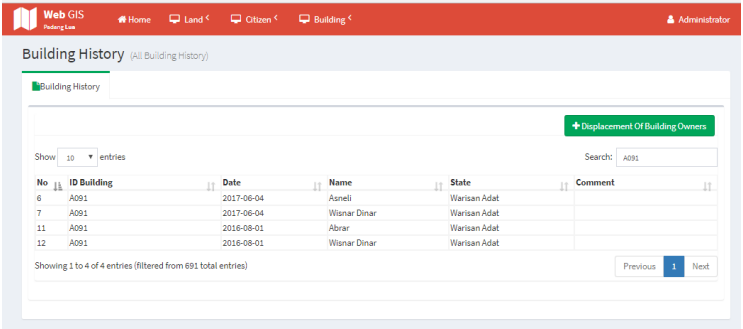 Web GIS
Padang Lua
Home Land Citizen Building Administrator
Building History (All Building History)
Building History
Displacement Of Building Owners
Show 10 entries Search: A091
No ID Building Date Name State Comment
6 A091 2017-06-04 Asneli Warisan Adat
7 A091 2017-06-04 Wisnar Dinar Warisan Adat
11 A091 2016-08-01 Abrar Warisan Adat
12 A091 2016-08-01 Wisnar Dinar Warisan Adat
Showing 1 to 4 of 4 entries (filtered from 691 total entries) Previous 1 Next